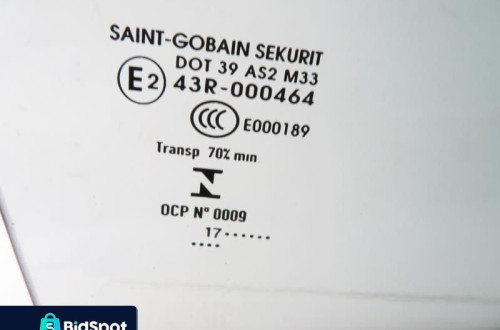 SAINT-GOBAIN SEKURIT
DOT 39 AS2 M33
E2 43R-000464
CCC E000189
Transp 70% min
OCP Nº 0009
17......
....
BidSpot